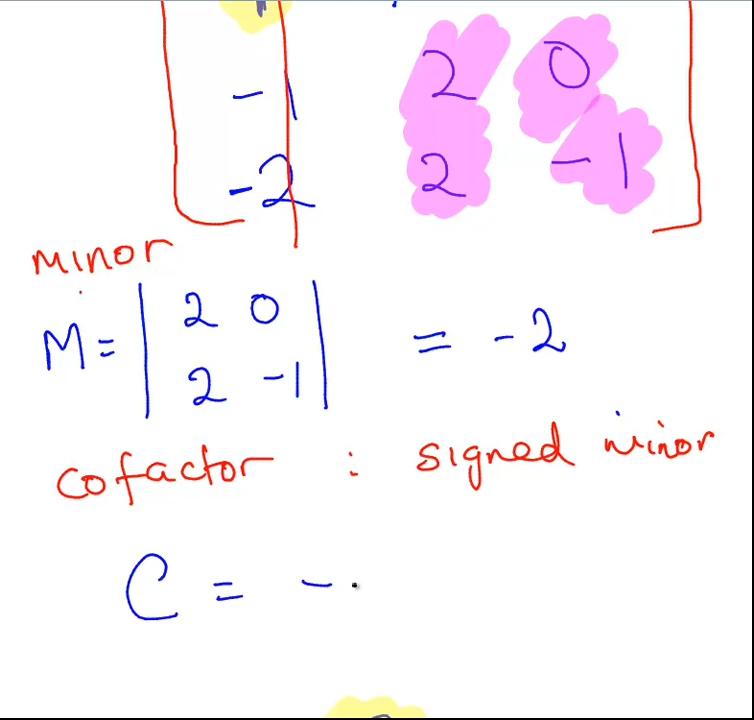 2 0
-1
2 -1
-2
minor
M = | 2 0 |
| 2 -1 | = -2
cofactor : signed minor
C = -